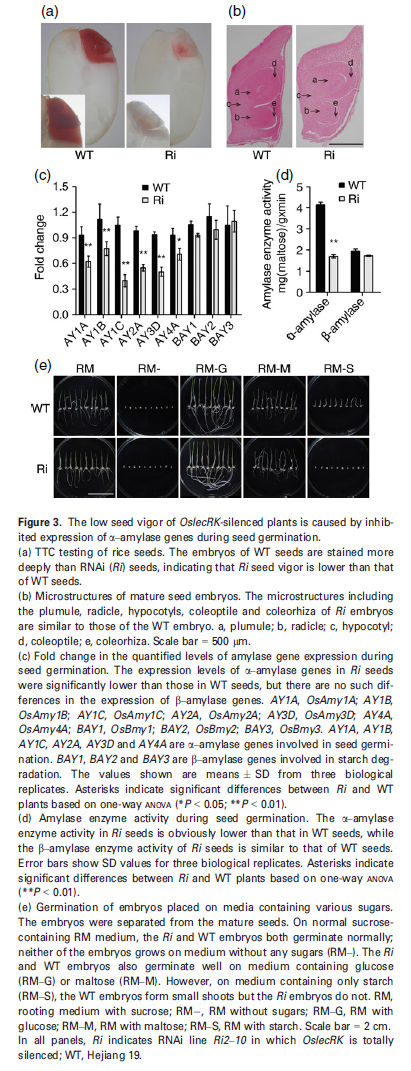 (a)
(b)
WT
Ri
a
b
c
d
e
a
b
c
d
e
WT
Ri
(c)
WT
Ri
Fold change
1.5
1.2
0.9
0.6
0.3
0.0
** ** ** ** ** *
AY1A
AY1B
AY1C
AY2A
AY3D
AY4A
BAY1
BAY2
BAY3
(d)
WT
Ri
Amylase enzyme activity
mg(maltose)/gxmin
5
4
3
2
1
0
**
α-amylase
β-amylase
(e)
RM RM- RM-G RM-Ml RM-S
WT
Ri
Figure 3. The low seed vigor of OslecRK-silenced plants is caused by inhib-
ited expression of α–amylase genes during seed germination.
(a) TTC testing of rice seeds. The embryos of WT seeds are stained more
deeply than RNAi (Ri) seeds, indicating that Ri seed vigor is lower than that
of WT seeds.
(b) Microstructures of mature seed embryos. The microstructures including
the plumule, radicle, hypocotyls, coleoptile and coleorhiza of Ri embryos
are similar to those of the WT embryo. a, plumule; b, radicle; c, hypocotyl;
d, coleoptile; e, coleorhiza. Scale bar = 500 μm.
(c) Fold change in the quantified levels of amylase gene expression during
seed germination. The expression levels of α–amylase genes in Ri seeds
were significantly lower than those in WT seeds, but there are no such dif-
ferences in the expression of β–amylase genes. AY1A, OsAmy1A; AY1B,
OsAmy1B; AY1C, OsAmy1C; AY2A, OsAmy2A; AY3D, OsAmy3D; AY4A,
OsAmy4A; BAY1, OsBmy1; BAY2, OsBmy2; BAY3, OsBmy3. AY1A, AY1B,
AY1C, AY2A, AY3D and AY4A are α–amylase genes involved in seed germi-
nation. BAY1, BAY2 and BAY3 are β–amylase genes involved in starch deg-
radation. The values shown are means ± SD from three biological
replicates. Asterisks indicate significant differences between Ri and WT
plants based on one-way ANOVA (*P < 0.05; **P < 0.01).
(d) Amylase enzyme activity during seed germination. The α–amylase
enzyme activity in Ri seeds is obviously lower than that in WT seeds, while
the β–amylase enzyme activity of Ri seeds is similar to that of WT seeds.
Error bars show SD values for three biological replicates. Asterisks indicate
significant differences between Ri and WT plants based on one-way ANOVA
(**P < 0.01).
(e) Germination of embryos placed on media containing various sugars.
The embryos were separated from the mature seeds. On normal sucrose-
containing RM medium, the Ri and WT embryos both germinate normally;
neither of the embryos grows on medium without any sugars (RM–). The Ri
and WT embryos also germinate well on medium containing glucose
(RM–G) or maltose (RM–M). However, on medium containing only starch
(RM–S), the WT embryos form small shoots but the Ri embryos do not. RM,
rooting medium with sucrose; RM−, RM without sugars; RM–G, RM with
glucose; RM–M, RM with maltose; RM–S, RM with starch. Scale bar = 2 cm.
In all panels, Ri indicates RNAi line Ri2–10 in which OslecRK is totally
silenced; WT, Hejiang 19.